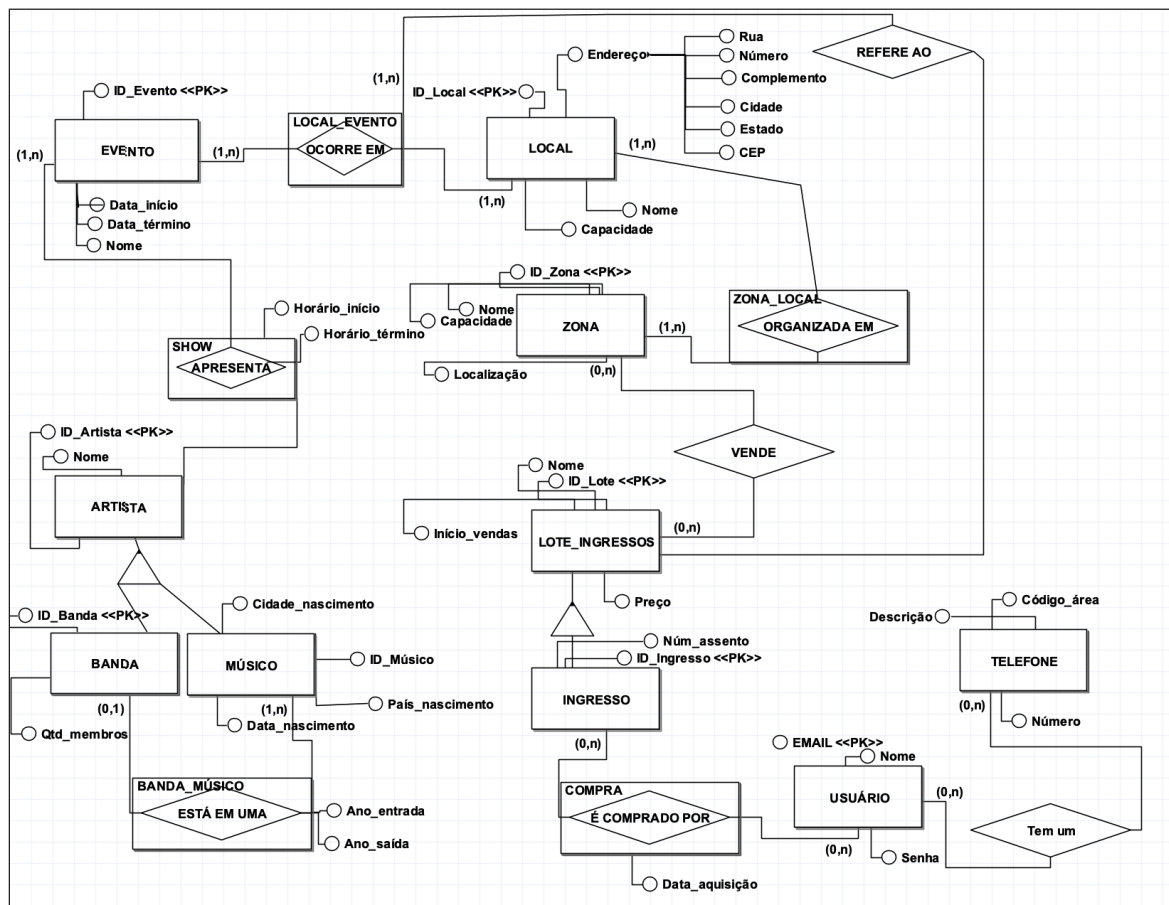 Rua
REFERE AO
Endereço
Número
Complemento
(1,n)
ID_Evento <<PK>>
ID_Local <<PK>>
Cidade
LOCAL_EVENTO
Estado
EVENTO
(1,n)
(1,n)
OCORRE EM
LOCAL
(1,n)
CEP
(1,n)
Data_início
Nome
Data_término
Capacidade
Nome
ID_Zona <<PK>>
ZONA_LOCAL
Nome
Horário_início
Capacidade
ZONA
(1,n)
ORGANIZADA EM
Horário_término
SHOW
APRESENTA
Localização
(0,n)
ID_Artista <<PK>>
Nome
VENDE
Nome
ID_Lote <<PK>>
ARTISTA
Início_vendas
(0,n)
LOTE_INGRESSOS
Cidade_nascimento
Preço
Código_área
ID_Banda <<PK>>
Descrição
Núm_assento
BANDA
MÚSICO
ID_Músico
ID_Ingresso <<PK>>
TELEFONE
INGRESSO
(0,1)
(1,n)
País_nascimento
(0,n)
Data_nascimento
Número
Qtd_membros
(0,n)
EMAIL <<PK>>
Nome
BANDA_MÚSICO
COMPRA
USUÁRIO
(0,n)
ESTÁ EM UMA
Ano_entrada
É COMPRADO POR
Tem um
Ano_saída
(0,n)
Senha
Data_aquisição